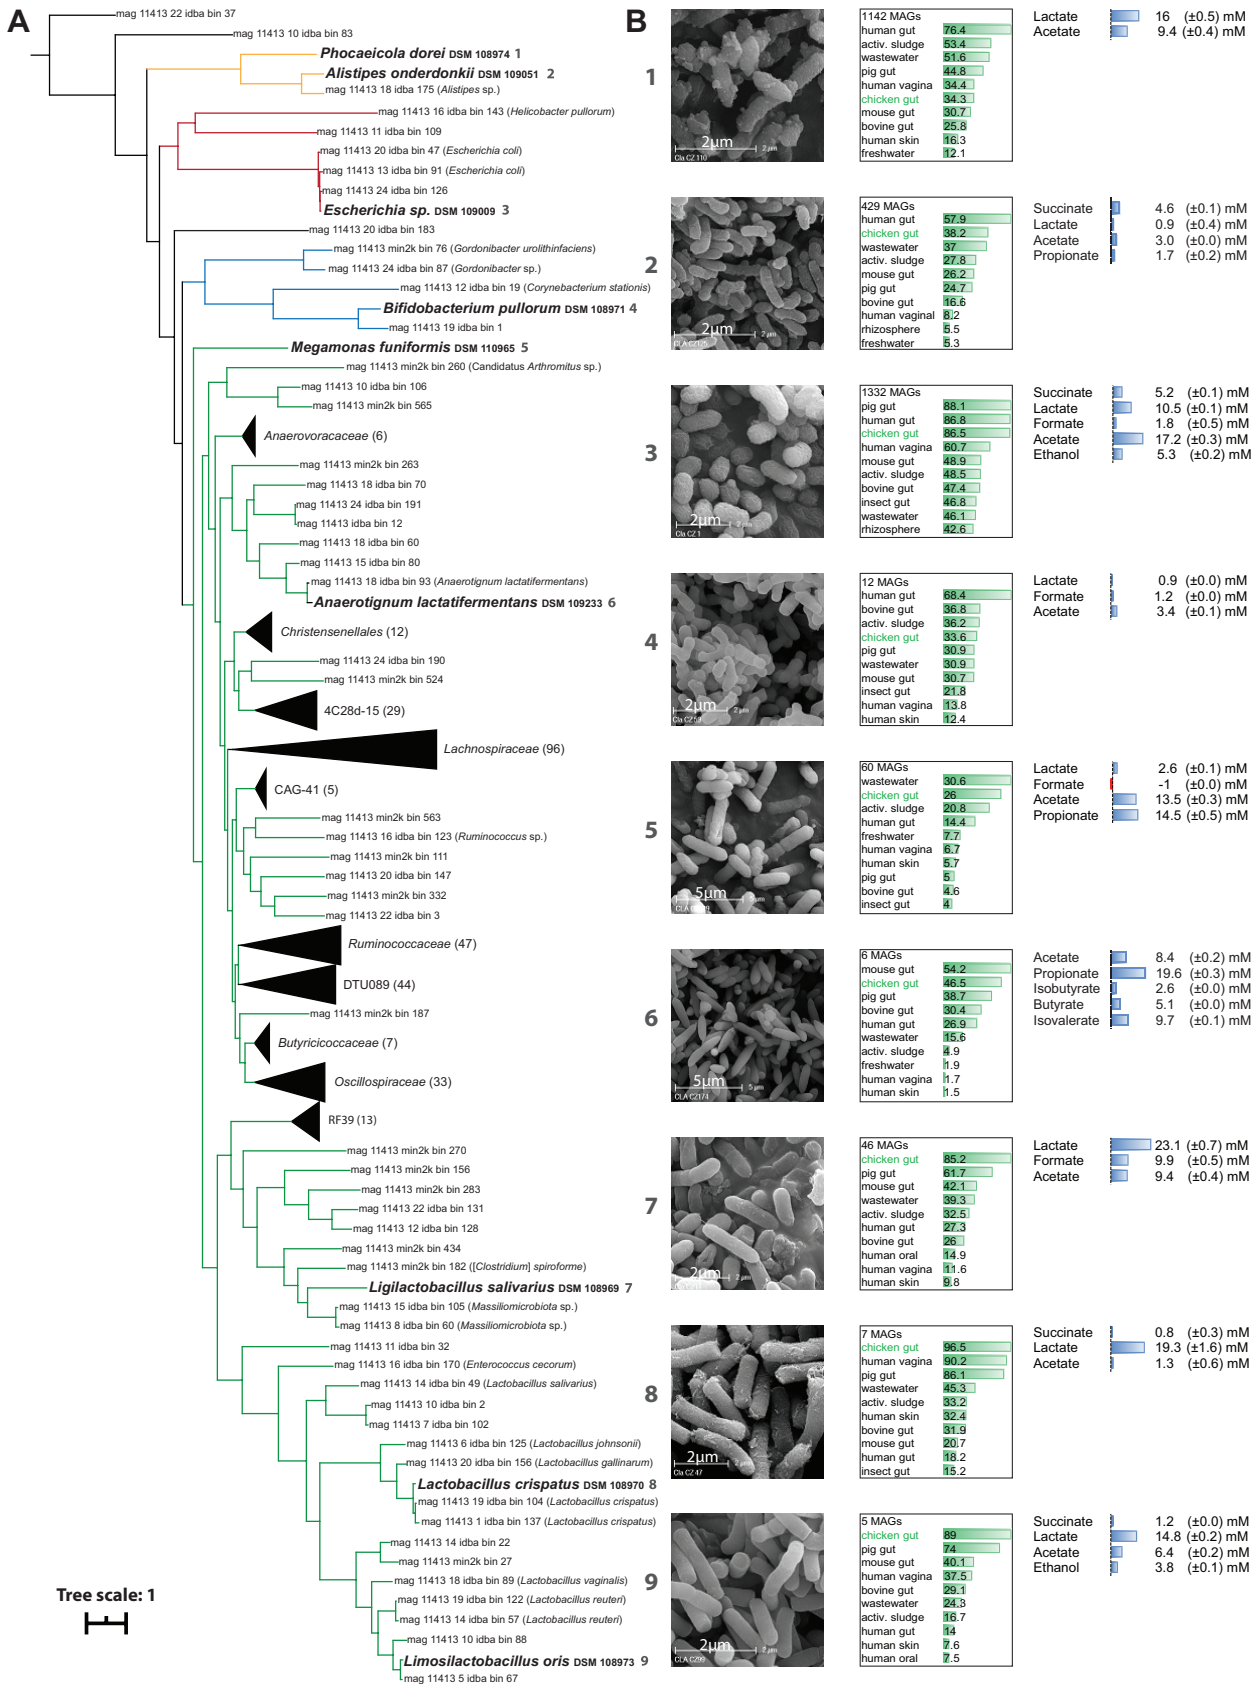 A
mag 11413 22 idba bin 37
mag 11413 10 idba bin 83
Phocaeicola dorei DSM 108974 1
Alistipes onderdonkii DSM 109051 2
mag 11413 18 idba 175 (Alistipes sp.)
mag 11413 16 idba bin 143 (Helicobacter pullorum)
mag 11413 11 idba bin 109
mag 11413 20 idba bin 47 (Escherichia coli)
mag 11413 13 idba bin 91 (Escherichia coli)
mag 11413 24 idba bin 126
Escherichia sp. DSM 109009 3
mag 11413 20 idba bin 183
mag 11413 min2k bin 76 (Gordonibacter urolithinfaciens)
mag 11413 24 idba bin 87 (Gordonibacter sp.)
mag 11413 12 idba bin 19 (Corynebacterium stationis)
Bifidobacterium pullorum DSM 108971 4
mag 11413 19 idba bin 1
Megamonas funiformis DSM 110965 5
mag 11413 min2k bin 260 (Candidatus Arthromitus sp.)
mag 11413 10 idba bin 106
mag 11413 min2k bin 565
Anaerovoracaceae (6)
mag 11413 min2k bin 263
mag 11413 18 idba bin 70
mag 11413 24 idba bin 191
mag 11413 idba bin 12
mag 11413 18 idba bin 60
mag 11413 15 idba bin 80
mag 11413 18 idba bin 93 (Anaerotignum lactatifermentans)
Anaerotignum lactatifermentans DSM 109233 6
Christensenellales (12)
mag 11413 24 idba bin 190
mag 11413 min2k bin 524
4C28d-15 (29)
Lachnospiraceae (96)
CAG-41 (5)
mag 11413 min2k bin 563
mag 11413 16 idba bin 123 (Ruminococcus sp.)
mag 11413 min2k bin 111
mag 11413 20 idba bin 147
mag 11413 min2k bin 332
mag 11413 22 idba bin 3
Ruminococcaceae (47)
DTU089 (44)
mag 11413 min2k bin 187
Butyricicoccaceae (7)
Oscillospiraceae (33)
RF39 (13)
mag 11413 min2k bin 270
mag 11413 min2k bin 156
mag 11413 min2k bin 283
mag 11413 22 idba bin 131
mag 11413 12 idba bin 128
mag 11413 min2k bin 434
mag 11413 min2k bin 182 ([Clostridium] spiroforme)
Ligilactobacillus salivarius DSM 108969 7
mag 11413 15 idba bin 105 (Massiliomicrobiota sp.)
mag 11413 8 idba bin 60 (Massiliomicrobiota sp.)
mag 11413 11 idba bin 32
mag 11413 16 idba bin 170 (Enterococcus cecorum)
mag 11413 14 idba bin 49 (Lactobacillus salivarius)
mag 11413 10 idba bin 2
mag 11413 7 idba bin 102
mag 11413 6 idba bin 125 (Lactobacillus johnsonii)
mag 11413 20 idba bin 156 (Lactobacillus gallinarum)
Lactobacillus crispatus DSM 108970 8
mag 11413 19 idba bin 104 (Lactobacillus crispatus)
mag 11413 1 idba bin 137 (Lactobacillus crispatus)
mag 11413 14 idba bin 22
mag 11413 min2k bin 27
mag 11413 18 idba bin 89 (Lactobacillus vaginalis)
mag 11413 19 idba bin 122 (Lactobacillus reuteri)
mag 11413 14 idba bin 57 (Lactobacillus reuteri)
mag 11413 10 idba bin 88
Limosilactobacillus oris DSM 108973 9
mag 11413 5 idba bin 67
Tree scale: 1
B
1
2µm
2 µm
Cla CZ 110
1142 MAGs
human gut 76.4
activ. sludge 53.4
wastewater 51.6
pig gut 44.8
human vagina 34.4
chicken gut 34.3
mouse gut 30.7
bovine gut 25.8
human skin 16.3
freshwater 12.1
Lactate 16 (±0.5) mM
Acetate 9.4 (±0.4) mM
2
2µm
2 µm
429 MAGs
human gut 57.9
chicken gut 38.2
wastewater 37
activ. sludge 27.8
mouse gut 26.2
pig gut 24.7
bovine gut 16.6
human vaginal 8.2
rhizosphere 5.5
freshwater 5.3
Succinate 4.6 (±0.1) mM
Lactate 0.9 (±0.4) mM
Acetate 3.0 (±0.0) mM
Propionate 1.7 (±0.2) mM
3
2µm
2 µm
Cla CZ 1
1332 MAGs
pig gut 88.1
human gut 86.8
chicken gut 86.5
human vagina 60.7
mouse gut 48.9
activ. sludge 48.5
bovine gut 47.4
insect gut 46.8
wastewater 46.1
rhizosphere 42.6
Succinate 5.2 (±0.1) mM
Lactate 10.5 (±0.1) mM
Formate 1.8 (±0.5) mM
Acetate 17.2 (±0.3) mM
Ethanol 5.3 (±0.2) mM
4
2µm
2 µm
12 MAGs
human gut 68.4
bovine gut 36.8
activ. sludge 36.2
chicken gut 33.6
pig gut 30.9
wastewater 30.9
mouse gut 30.7
insect gut 21.8
human vagina 13.8
human skin 12.4
Lactate 0.9 (±0.0) mM
Formate 1.2 (±0.0) mM
Acetate 3.4 (±0.1) mM
5
5µm
5 µm
60 MAGs
wastewater 30.6
chicken gut 26
activ. sludge 20.8
human gut 14.4
freshwater 7.7
human vagina 6.7
human skin 5.7
pig gut 5
bovine gut 4.6
insect gut 4
Lactate 2.6 (±0.1) mM
Formate -1 (±0.0) mM
Acetate 13.5 (±0.3) mM
Propionate 14.5 (±0.5) mM
6
5µm
5 µm
CLA CZ174
6 MAGs
mouse gut 54.2
chicken gut 46.5
pig gut 38.7
bovine gut 30.4
human gut 26.9
wastewater 15.6
activ. sludge 4.9
freshwater 1.9
human vagina 1.7
human skin 1.5
Acetate 8.4 (±0.2) mM
Propionate 19.6 (±0.3) mM
Isobutyrate 2.6 (±0.0) mM
Butyrate 5.1 (±0.0) mM
Isovalerate 9.7 (±0.1) mM
7
2µm
2 µm
46 MAGs
chicken gut 85.2
pig gut 61.7
mouse gut 42.1
wastewater 39.3
activ. sludge 32.5
human gut 27.3
bovine gut 26
human oral 14.9
human vagina 11.6
human skin 9.8
Lactate 23.1 (±0.7) mM
Formate 9.9 (±0.5) mM
Acetate 9.4 (±0.4) mM
8
2µm
2 µm
Cla CZ 47
7 MAGs
chicken gut 96.5
human vagina 90.2
pig gut 86.1
wastewater 45.3
activ. sludge 33.2
human skin 32.4
bovine gut 31.9
mouse gut 20.7
human gut 18.2
insect gut 15.2
Succinate 0.8 (±0.3) mM
Lactate 19.3 (±1.6) mM
Acetate 1.3 (±0.6) mM
9
2µm
2 µm
CLA CZ99
5 MAGs
chicken gut 89
pig gut 74
mouse gut 40.1
human vagina 37.5
bovine gut 29.1
wastewater 24.3
activ. sludge 16.7
human gut 14
human skin 7.6
human oral 7.5
Succinate 1.2 (±0.0) mM
Lactate 14.8 (±0.2) mM
Acetate 6.4 (±0.2) mM
Ethanol 3.8 (±0.1) mM